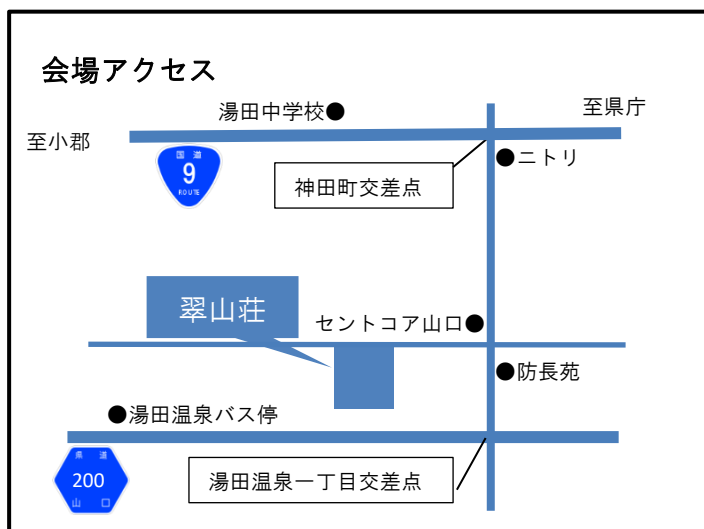 会場アクセス
湯田中学校●
至県庁
至小郡
国道
9
ROUTE
●ニトリ
神田町交差点
翠山荘
セントコア山口●
●防長苑
●湯田温泉バス停
県道
200
山口
湯田温泉一丁目交差点